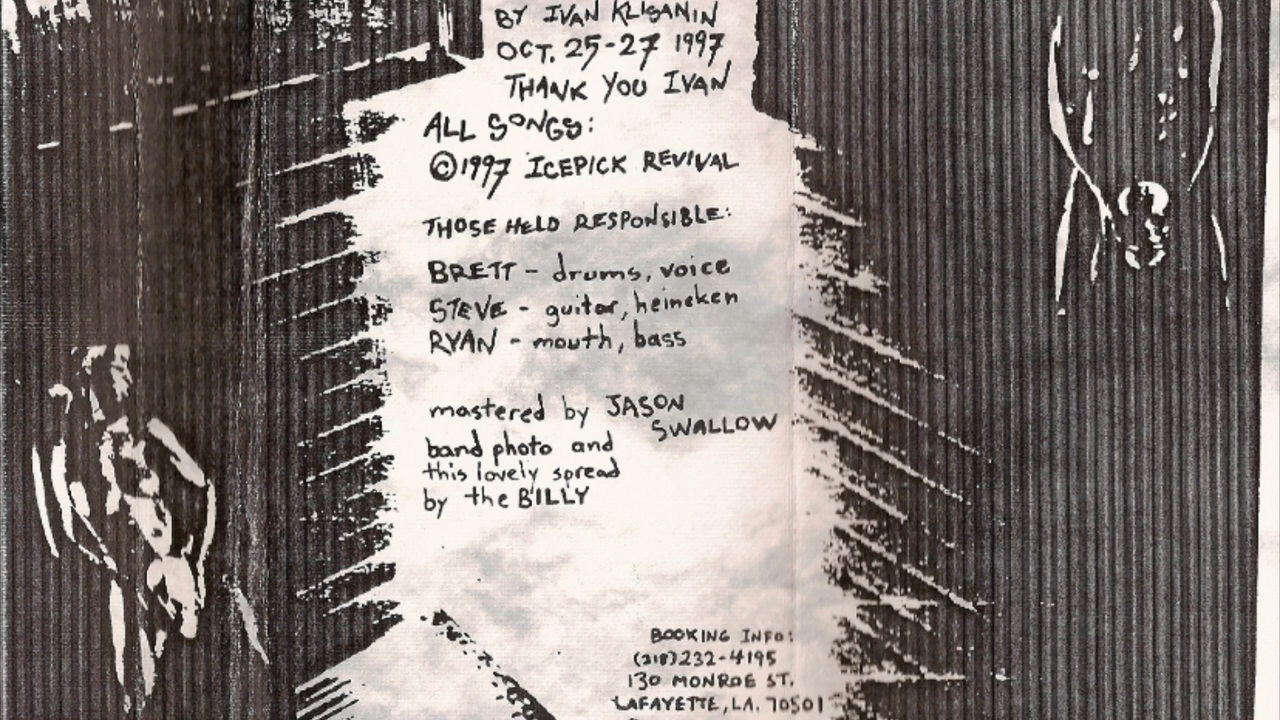 BY IVAN KLISANIN
OCT. 25-27 1997
THANK YOU IVAN
ALL SONGS:
©1997 ICEPICK REVIVAL
THOSE HELD RESPONSIBLE:
BRETT - drums, voice
STEVE - guitar, heineken
RYAN - mouth, bass
mastered by JASON
SWALLOW
band photo and
this lovely spread
by the BILLY
BOOKING INFO:
(318)232-4195
130 MONROE ST.
LAFAYETTE, LA. 70501